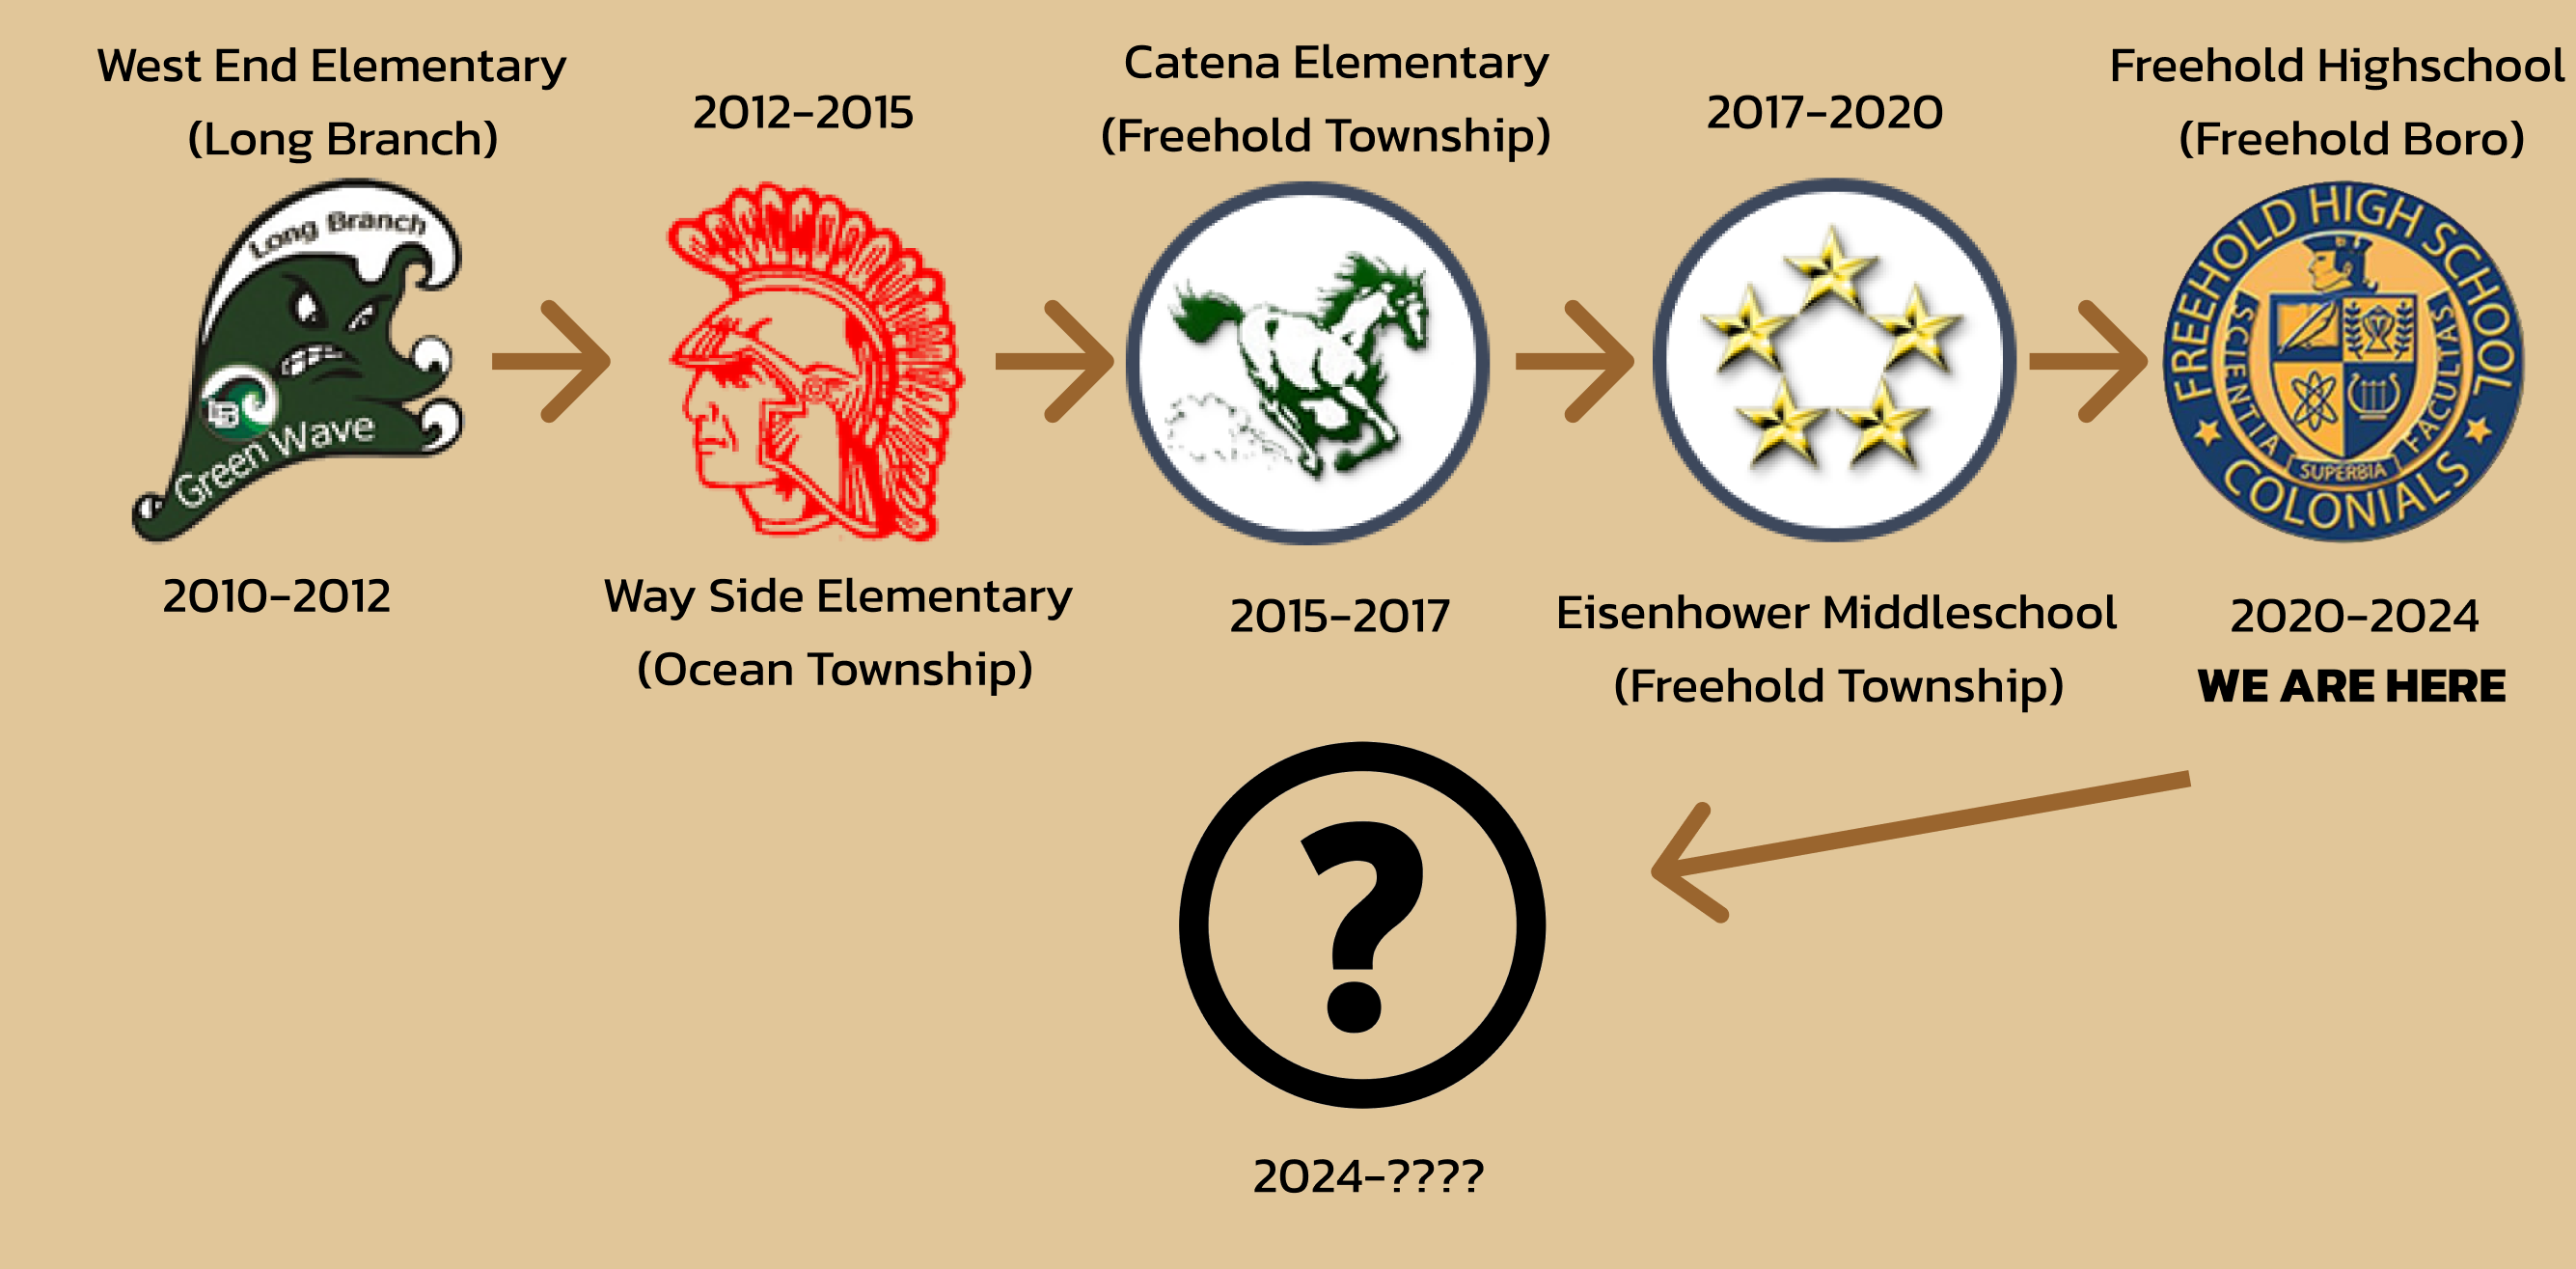 West End Elementary
(Long Branch)
Long Branch
LB
Green Wave
2010-2012
2012-2015
Way Side Elementary
(Ocean Township)
Catena Elementary
(Freehold Township)
2015-2017
2017-2020
Eisenhower Middleschool
(Freehold Township)
Freehold Highschool
(Freehold Boro)
FREEHOLD HIGH SCHOOL
SCIENTIA
SUPERBIA
FACULTAS
COLONIALS
2020-2024
WE ARE HERE
?
2024-????